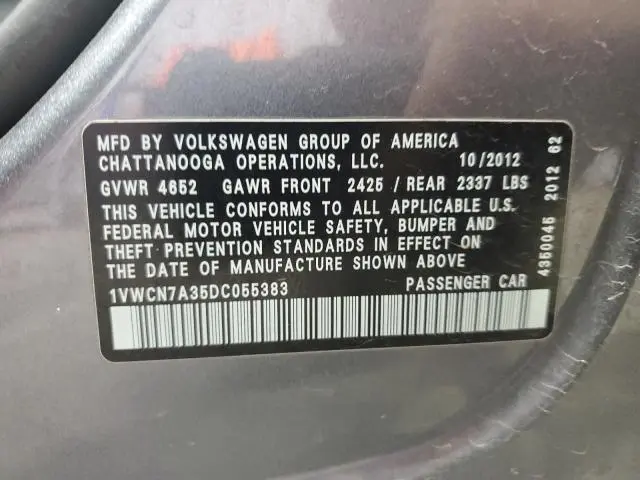 MFD BY VOLKSWAGEN GROUP OF AMERICA
CHATTANOOGA OPERATIONS, LLC. 10/2012
GVWR 4652 GAWR FRONT 2425 / REAR 2337 LBS
THIS VEHICLE CONFORMS TO ALL APPLICABLE U.S.
FEDERAL MOTOR VEHICLE SAFETY, BUMPER AND
THEFT PREVENTION STANDARDS IN EFFECT ON
THE DATE OF MANUFACTURE SHOWN ABOVE
1VWCN7A35DC055383 PASSENGER CAR
4350045 2012 62